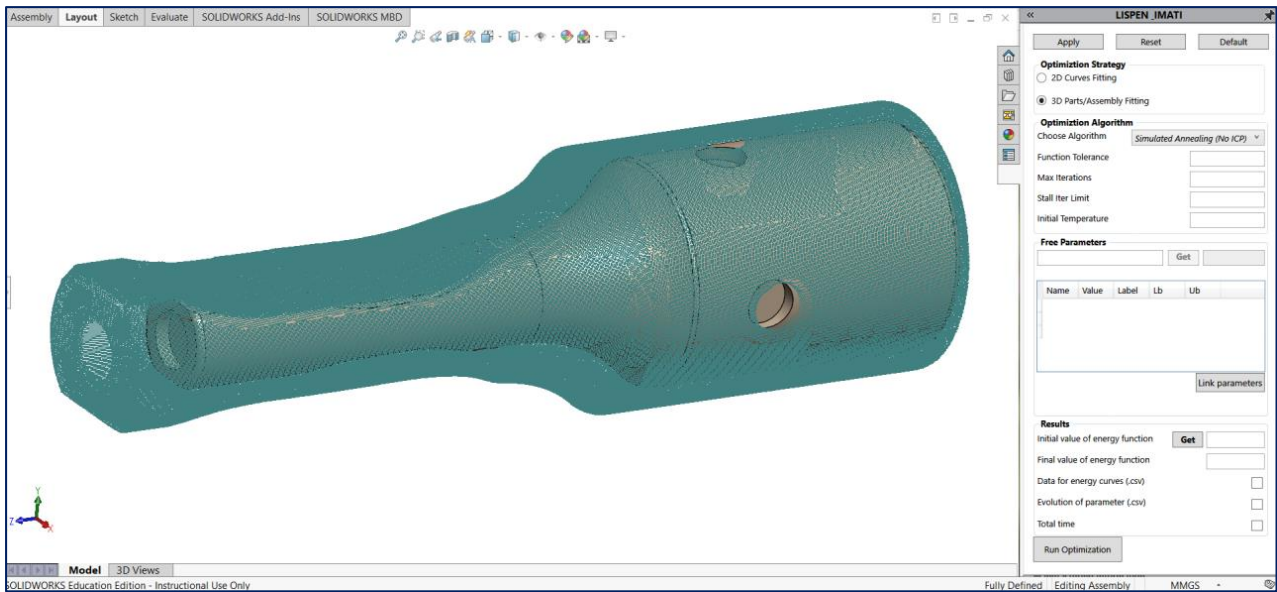 Assembly Layout Sketch Evaluate SOLIDWORKS Add-Ins SOLIDWORKS MBD
LISPEN_IMATI
Apply Reset Default
Optimiztion Strategy
2D Curves Fitting
3D Parts/Assembly Fitting
Optimiztion Algorithm
Choose Algorithm Simulated Annealing (No ICP)
Function Tolerance
Max Iterations
Stall Iter Limit
Initial Temperature
Free Parameters
Get
Name Value Label Lb Ub
Link parameters
Results
Initial value of energy function Get
Final value of energy function
Data for energy curves (.csv)
Evolution of parameter (.csv)
Total time
Run Optimization
Y
Z X
Model 3D Views
SOLIDWORKS Education Edition - Instructional Use Only Fully Defined Editing Assembly MMGS -